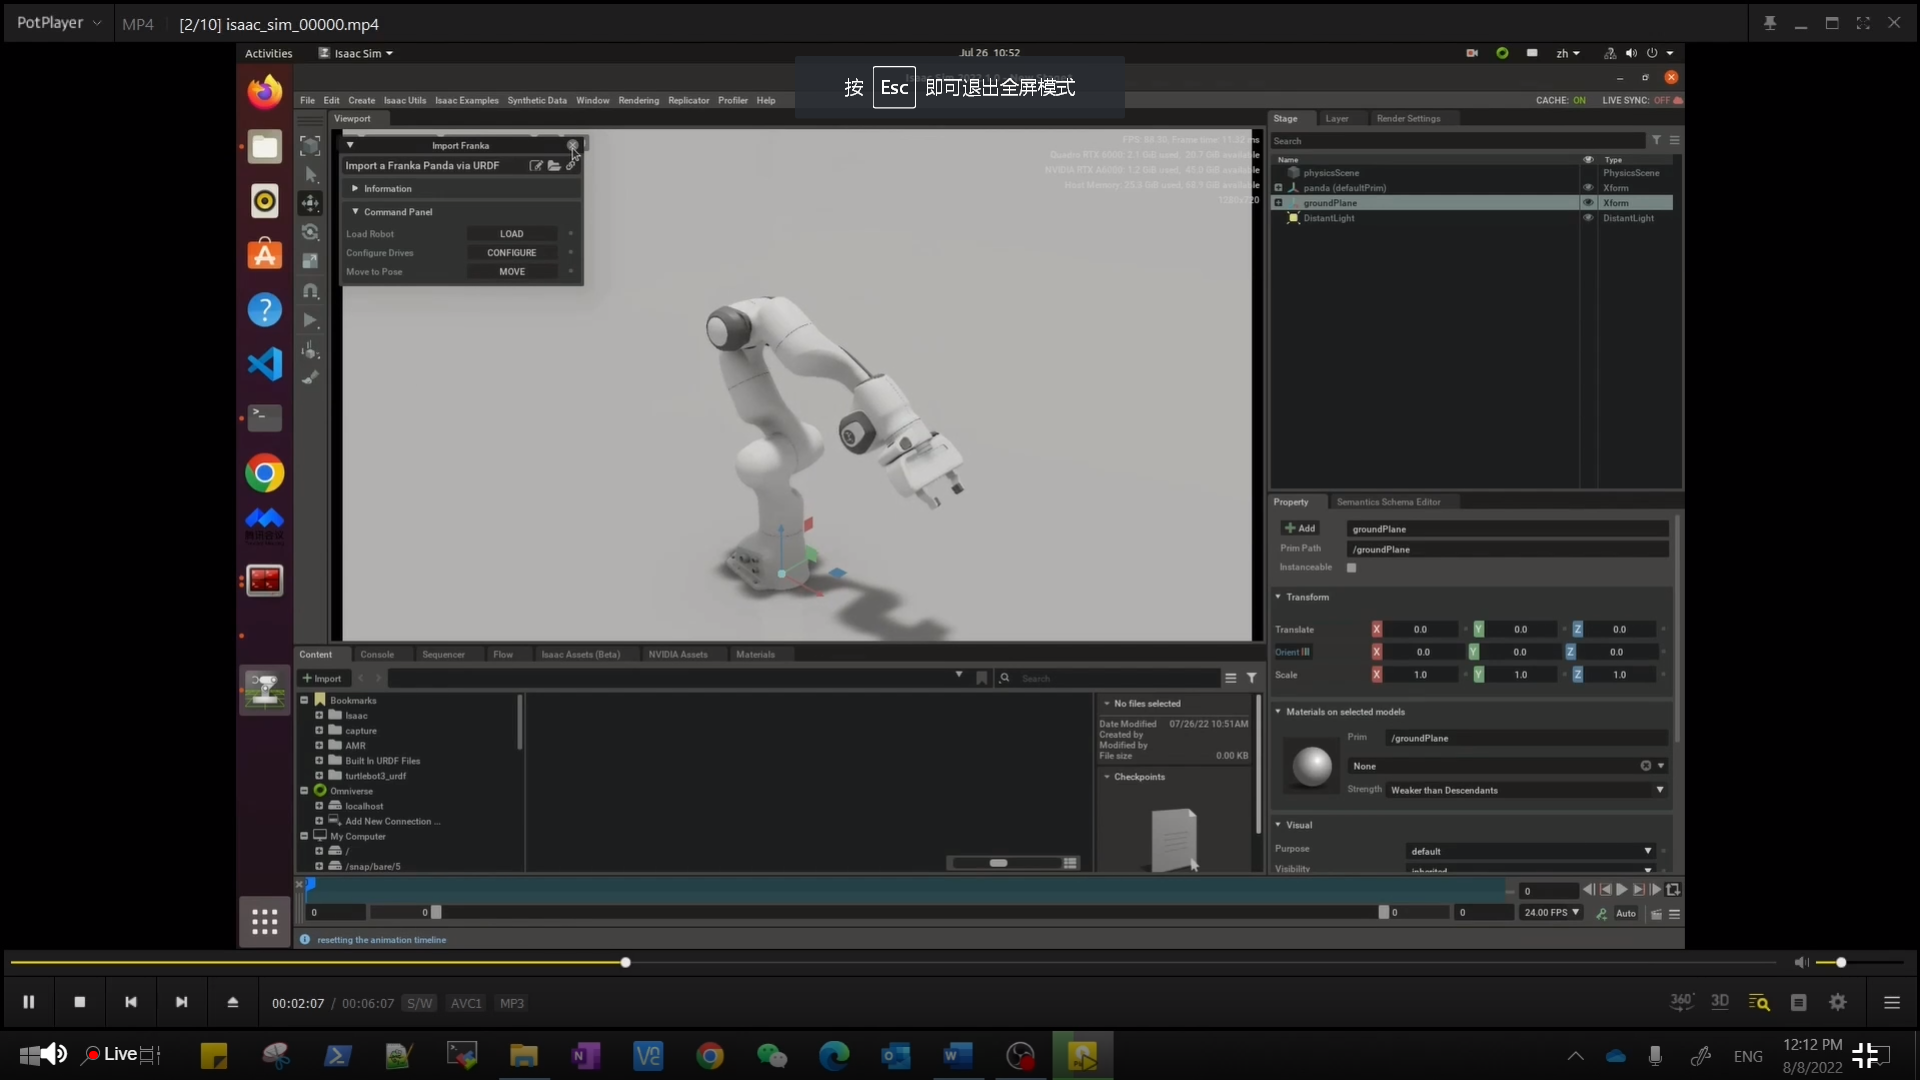 PotPlayer
MP4
[2/10] isaac_sim_00000.mp4
Activities
Isaac Sim
Jul 26 10:52
zh
按 Esc 即可退出全屏模式
File Edit Create Isaac Utils Isaac Examples Synthetic Data Window Rendering Replicator Profiler Help
CACHE: ON
LIVE SYNC: OFF
Viewport
Import Franka
Import a Franka Panda via URDF
Information
Command Panel
Load Robot LOAD
Configure Drives CONFIGURE
Move to Pose MOVE
1280x720
Stage Layer Render Settings
Search
Name Type
physicsScene PhysicsScene
panda (defaultPrim) Xform
groundPlane Xform
DistantLight DistantLight
Property Semantics Schema Editor
Add groundPlane
Prim Path /groundPlane
Instanceable
Transform
Translate X 0.0 Y 0.0 Z 0.0
Orient X 0.0 Y 0.0 Z 0.0
Scale X 1.0 Y 1.0 Z 1.0
Materials on selected models
Prim /groundPlane
None
Strength Weaker than Descendants
Visual
Purpose default
Visibility inherited
Content Console Sequencer Flow Isaac Assets (Beta) NVIDIA Assets Materials
Import
Search
Bookmarks
Isaac
capture
AMR
Built In URDF Files
turtlebot3_urdf
Omniverse
localhost
Add New Connection ...
My Computer
/
/snap/bare/5
No files selected
Date Modified 07/26/22 10:51AM
Created by
Modified by
File size 0.00 KB
Checkpoints
0
0 0 0 0 24.00 FPS Auto
resetting the animation timeline
00:02:07 / 00:06:07 S/W AVC1 MP3
360° 3D
Live
ENG
12:12 PM
8/8/2022